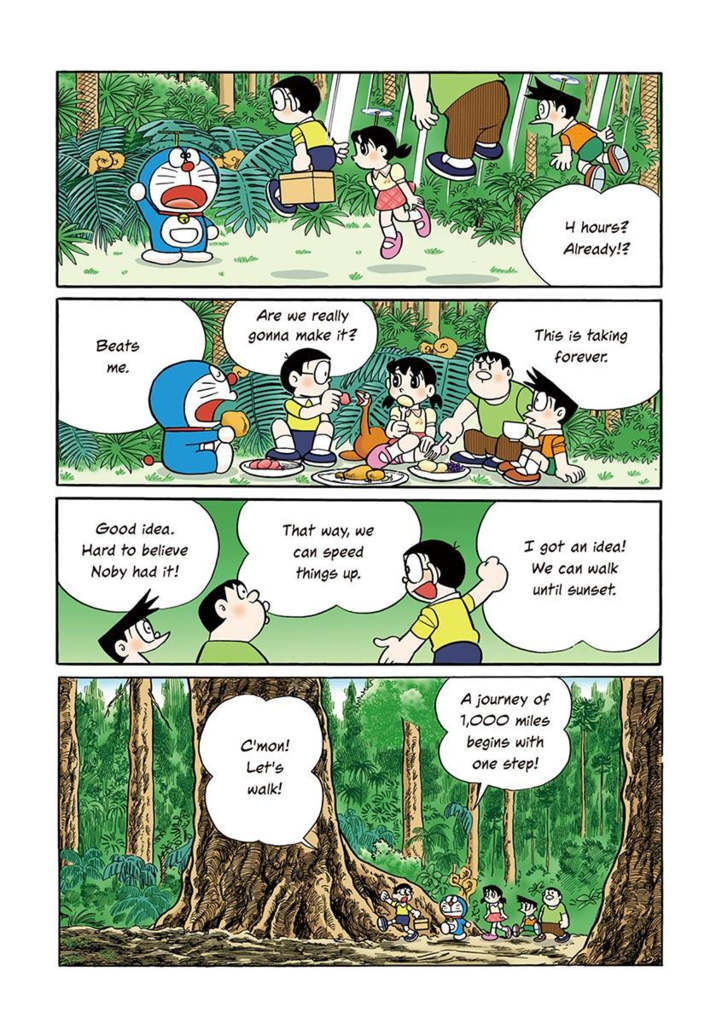 4 hours?
Already!?
This is taking
forever.
Are we really
gonna make it?
Beats
me.
I got an idea!
We can walk
until sunset.
That way, we
can speed
things up.
Good idea.
Hard to believe
Noby had it!
A journey of
1,000 miles
begins with
one step!
C'mon!
Let's
walk!